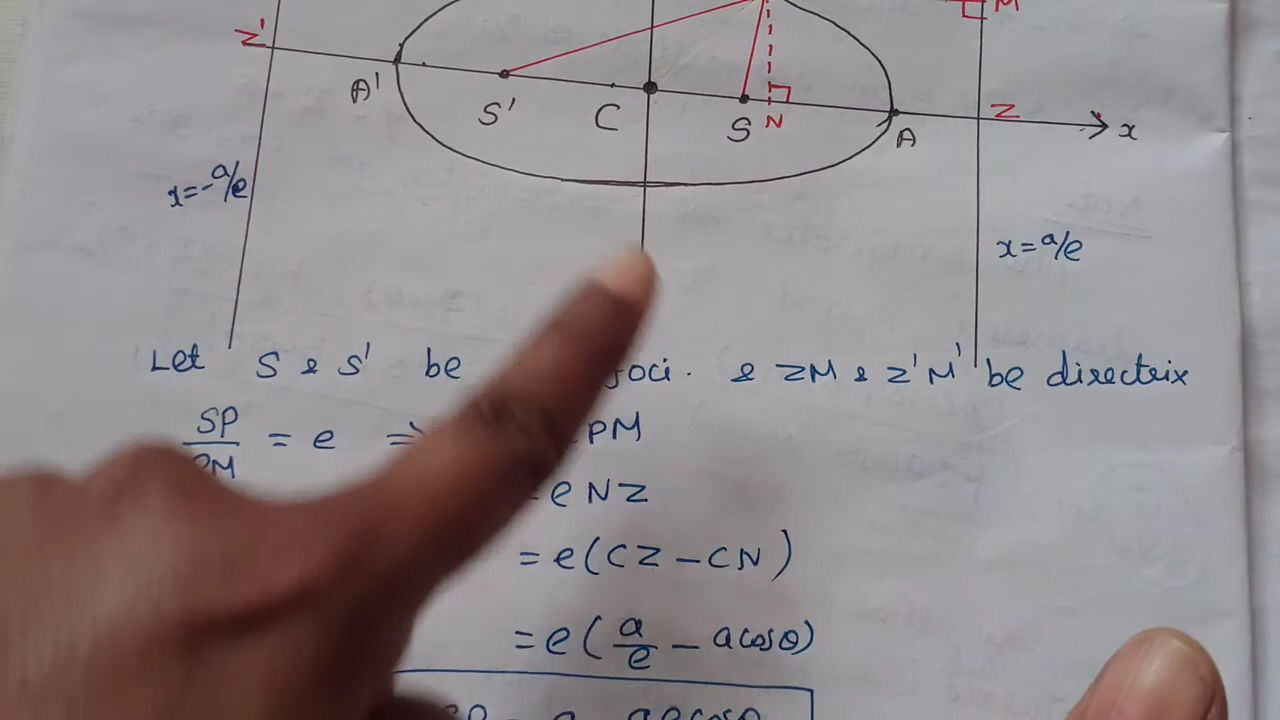 M
Z'
A' S' C S N A Z x
x=-a/e
x=a/e
Let S & S' be foci. & ZM & Z'M' be directrix
SP/PM = e ⇒ PM
= e NZ
= e(CZ - CN)
= e(a/e - a cosθ)